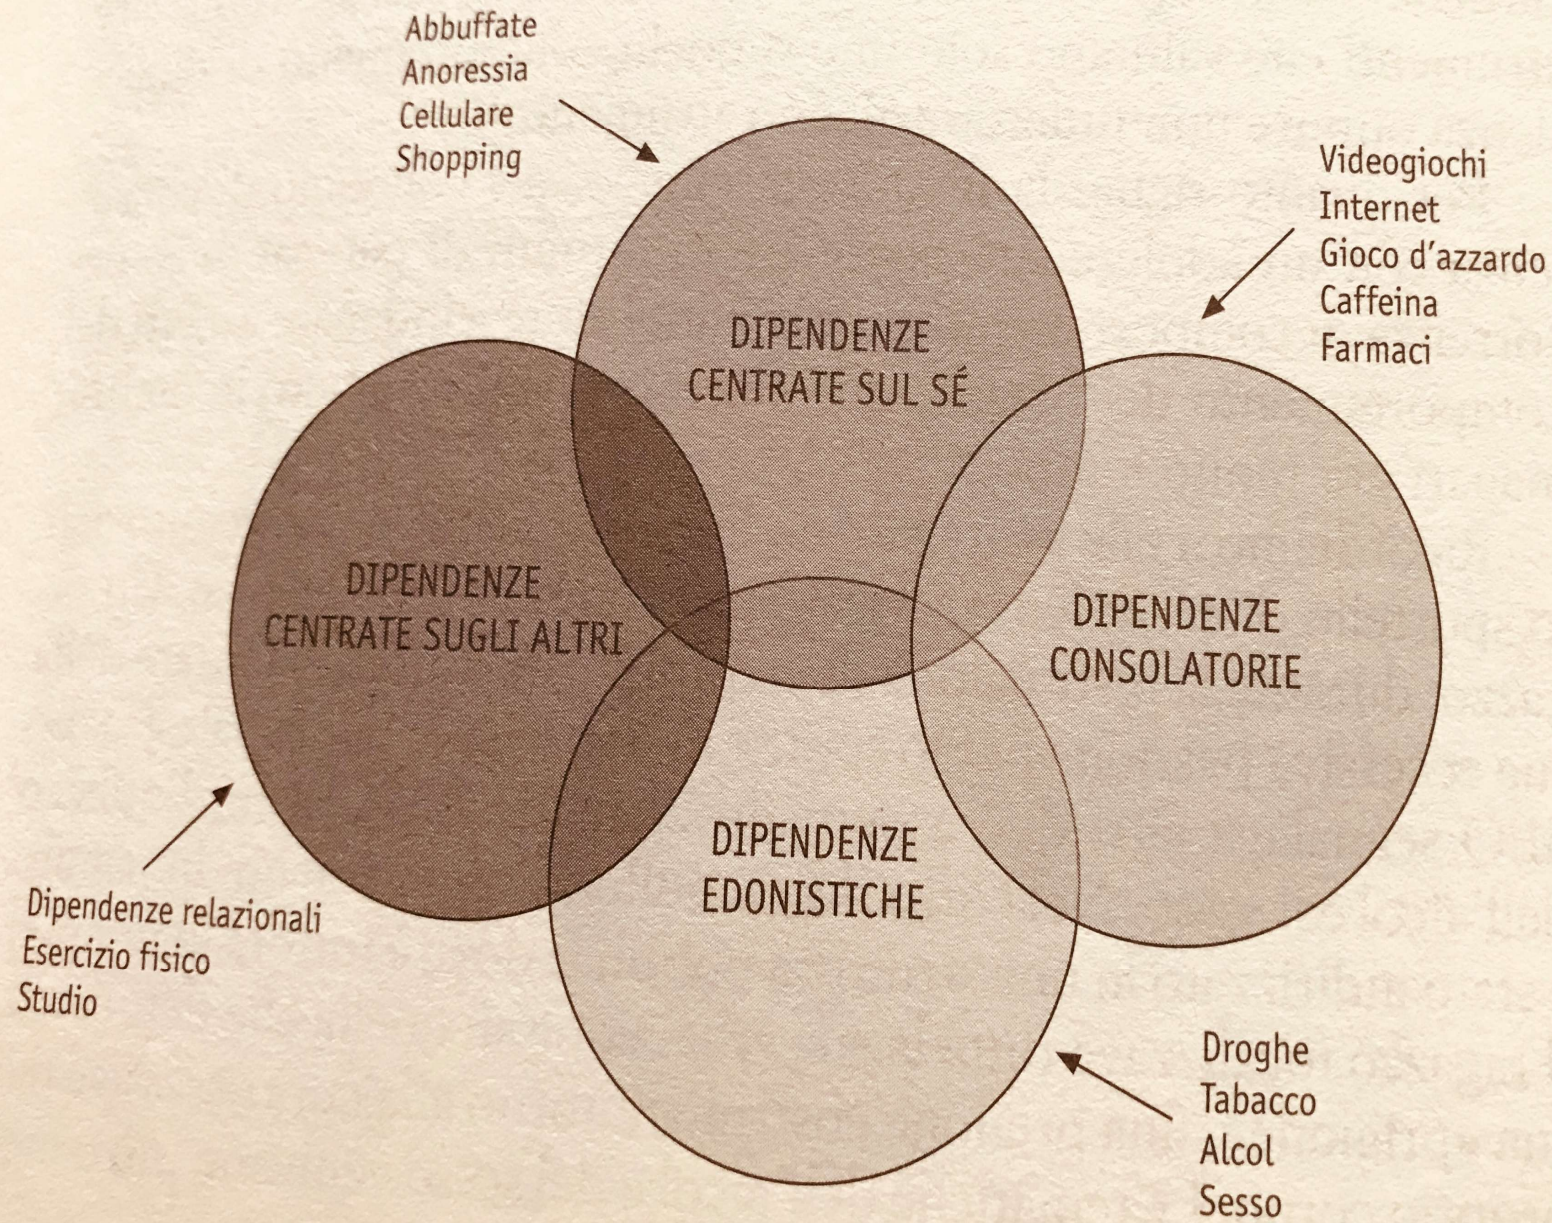 Abbuffate
Anoressia
Cellulare
Shopping
Videogiochi
Internet
Gioco d'azzardo
Caffeina
Farmaci
DIPENDENZE
CENTRATE SUL SÉ
DIPENDENZE
CENTRATE SUGLI ALTRI
DIPENDENZE
CONSOLATORIE
DIPENDENZE
EDONISTICHE
Dipendenze relazionali
Esercizio fisico
Studio
Droghe
Tabacco
Alcol
Sesso